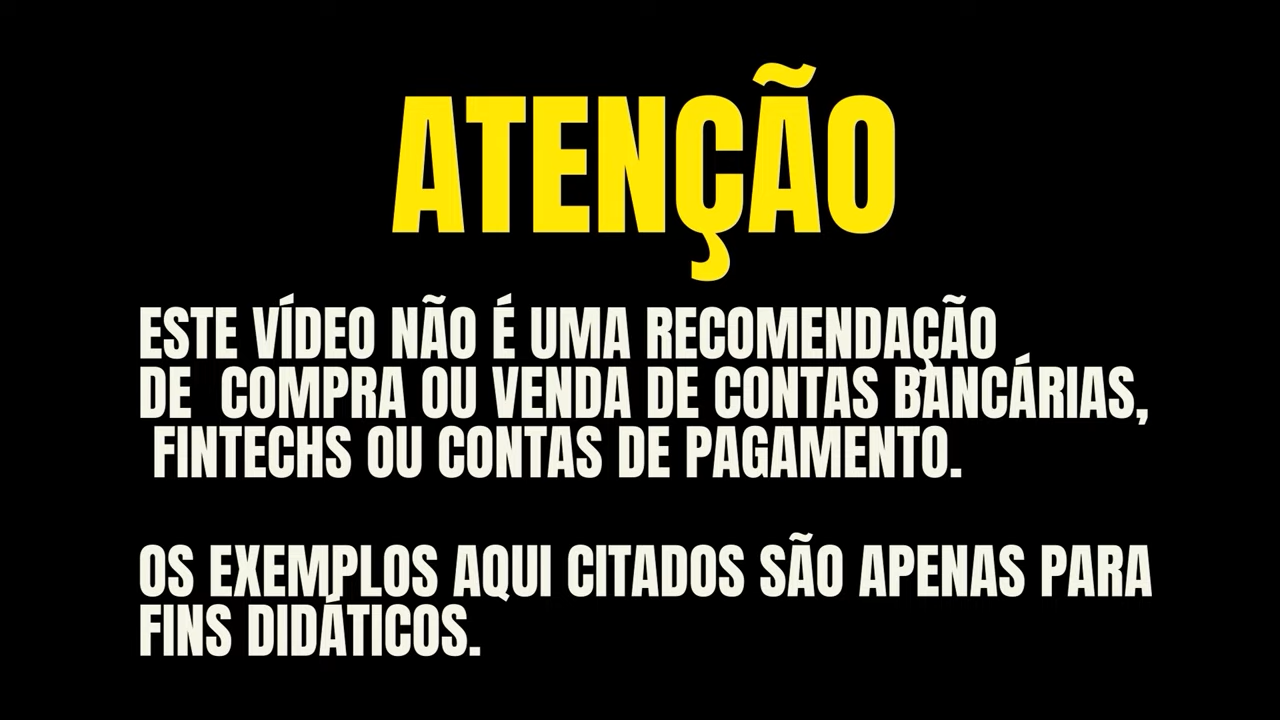 ATENÇÃO
ESTE VÍDEO NÃO É UMA RECOMENDAÇÃO
DE COMPRA OU VENDA DE CONTAS BANCÁRIAS,
FINTECHS OU CONTAS DE PAGAMENTO.
OS EXEMPLOS AQUI CITADOS SÃO APENAS PARA
FINS DIDÁTICOS.